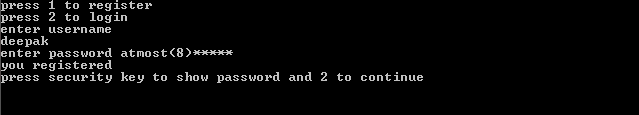 press 1 to register
press 2 to login
enter username
deepak
enter password atmost(8)*****
you registered
press security key to show password and 2 to continue